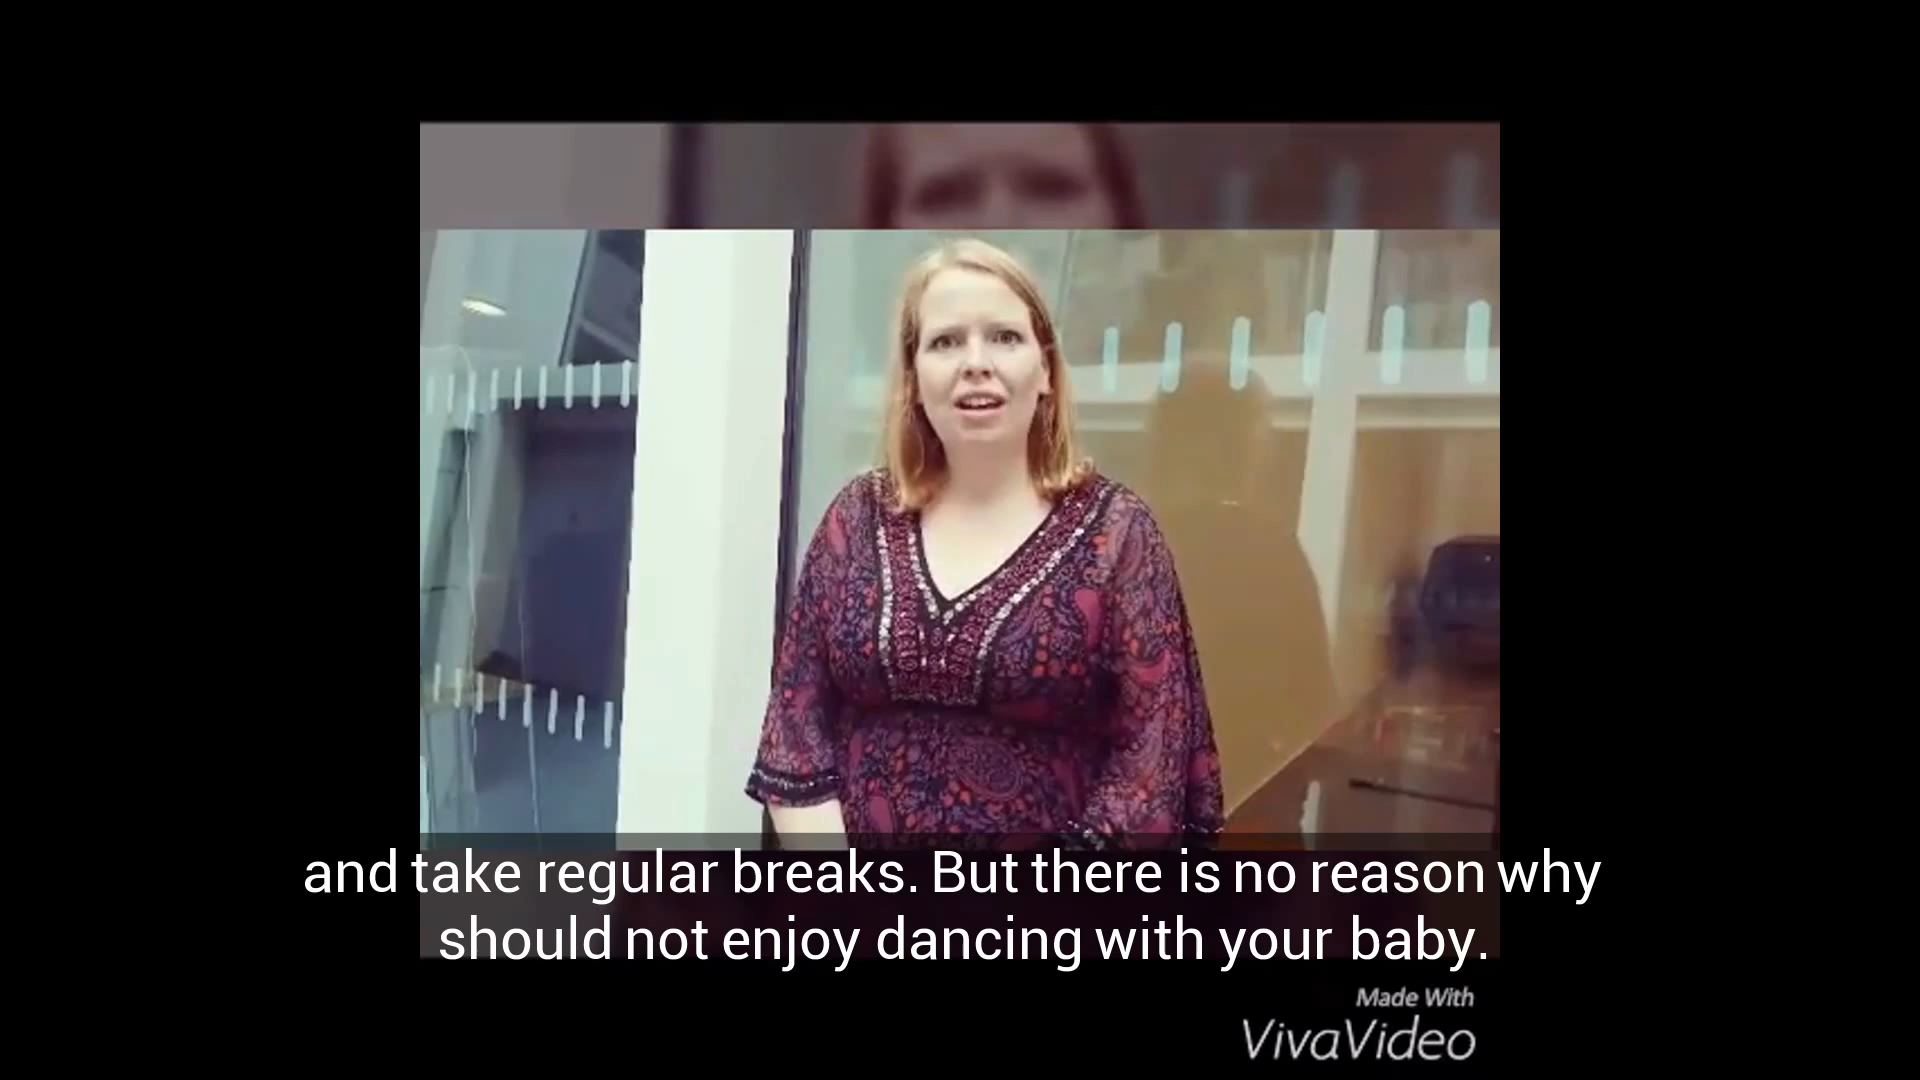 and take regular breaks. But there is no reason why
should not enjoy dancing with your baby.
Made With
VivaVideo